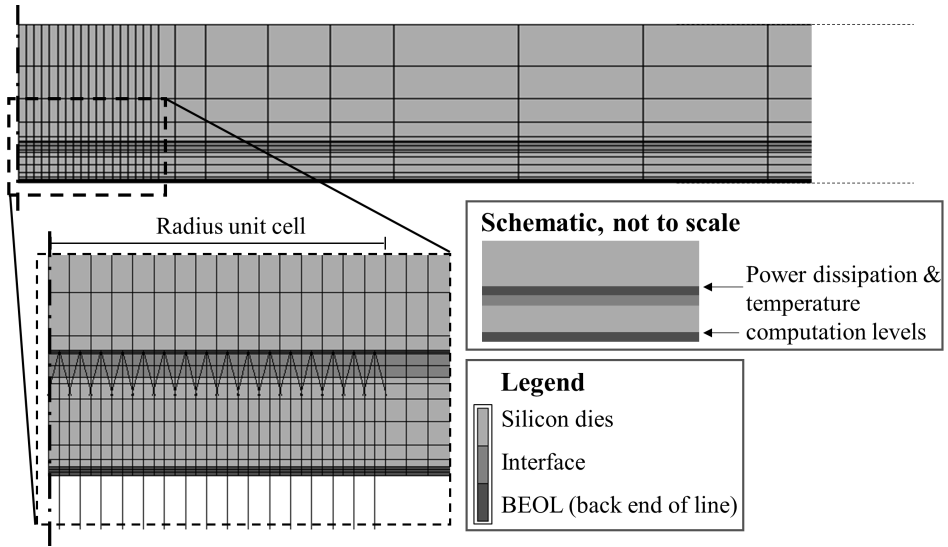 Radius unit cell
Schematic, not to scale
Power dissipation &
temperature
computation levels
Legend
Silicon dies
Interface
BEOL (back end of line)